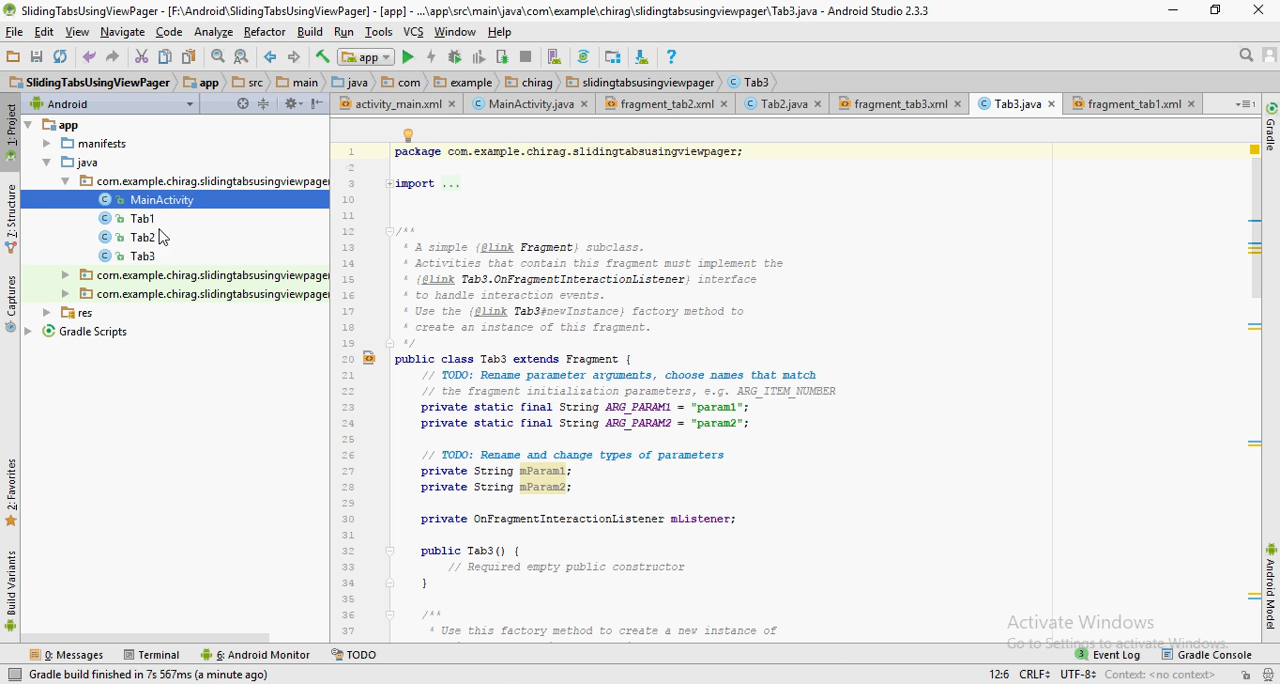 SlidingTabsUsingViewPager - [F:\Android\SlidingTabsUsingViewPager] - [app] - ...\app\src\main\java\com\example\chirag\slidingtabsusingviewpager\Tab3.java - Android Studio 2.3.3
File Edit View Navigate Code Analyze Refactor Build Run Tools VCS Window Help
app
SlidingTabsUsingViewPager app src main java com example chirag slidingtabsusingviewpager Tab3
Android
activity_main.xml MainActivity.java fragment_tab2.xml Tab2.java fragment_tab3.xml Tab3.java fragment_tab1.xml
1: Project
7: Structure
Captures
2: Favorites
Build Variants
app
manifests
java
com.example.chirag.slidingtabsusingviewpager
MainActivity
Tab1
Tab2
Tab3
com.example.chirag.slidingtabsusingviewpager
com.example.chirag.slidingtabsusingviewpager
res
Gradle Scripts
1 package com.example.chirag.slidingtabsusingviewpager;
2
3 import ...
10
11
12 /**
13 * A simple {@link Fragment} subclass.
14 * Activities that contain this fragment must implement the
15 * {@link Tab3.OnFragmentInteractionListener} interface
16 * to handle interaction events.
17 * Use the {@link Tab3#newInstance} factory method to
18 * create an instance of this fragment.
19 */
20 public class Tab3 extends Fragment {
21 // TODO: Rename parameter arguments, choose names that match
22 // the fragment initialization parameters, e.g. ARG_ITEM_NUMBER
23 private static final String ARG_PARAM1 = "param1";
24 private static final String ARG_PARAM2 = "param2";
25
26 // TODO: Rename and change types of parameters
27 private String mParam1;
28 private String mParam2;
29
30 private OnFragmentInteractionListener mListener;
31
32 public Tab3() {
33 // Required empty public constructor
34 }
35
36 /**
37 * Use this factory method to create a new instance of
Gradle
Android Model
Activate Windows
Go to Settings to activate Windows.
0: Messages Terminal 6: Android Monitor TODO 3 Event Log Gradle Console
Gradle build finished in 7s 567ms (a minute ago) 12:6 CRLF UTF-8 Context: <no context>